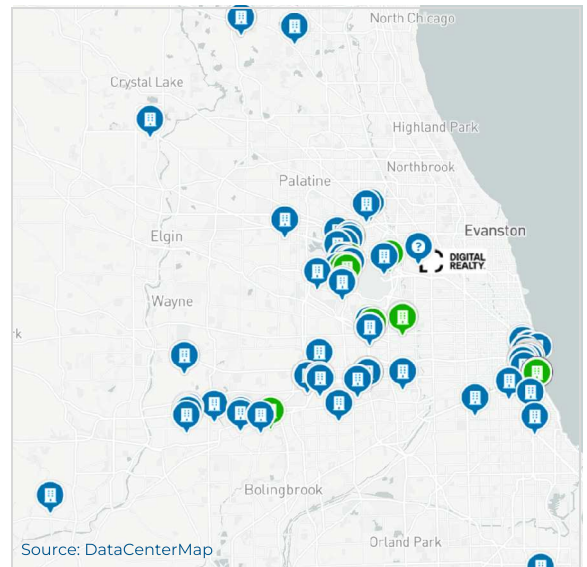 North Chicago
Crystal Lake
Highland Park
Northbrook
Palatine
Evanston
Elgin
?
DIGITAL
REALTY
Wayne
k
Bolingbrook
Orland Park
Source: DataCenterMap